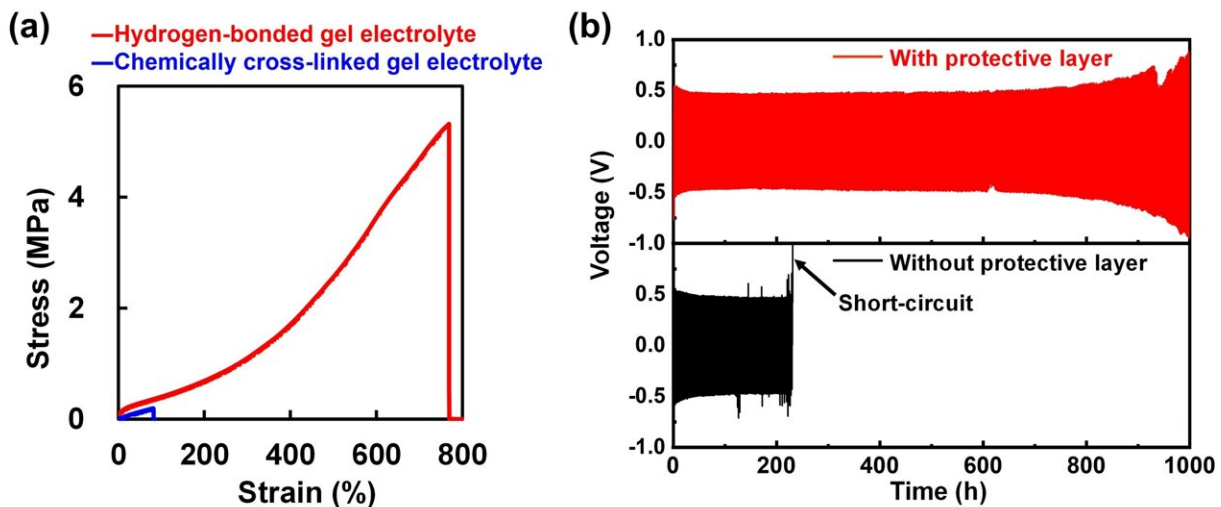 (a)
Hydrogen-bonded gel electrolyte
Chemically cross-linked gel electrolyte
6
4
2
0
Stress (MPa)
0 200 400 600 800
Strain (%)
(b)
1.0
0.5
0.0
-0.5
-1.0
With protective layer
Voltage (V)
0.5
0.0
-0.5
-1.0
Without protective layer
Short-circuit
0 200 400 600 800 1000
Time (h)